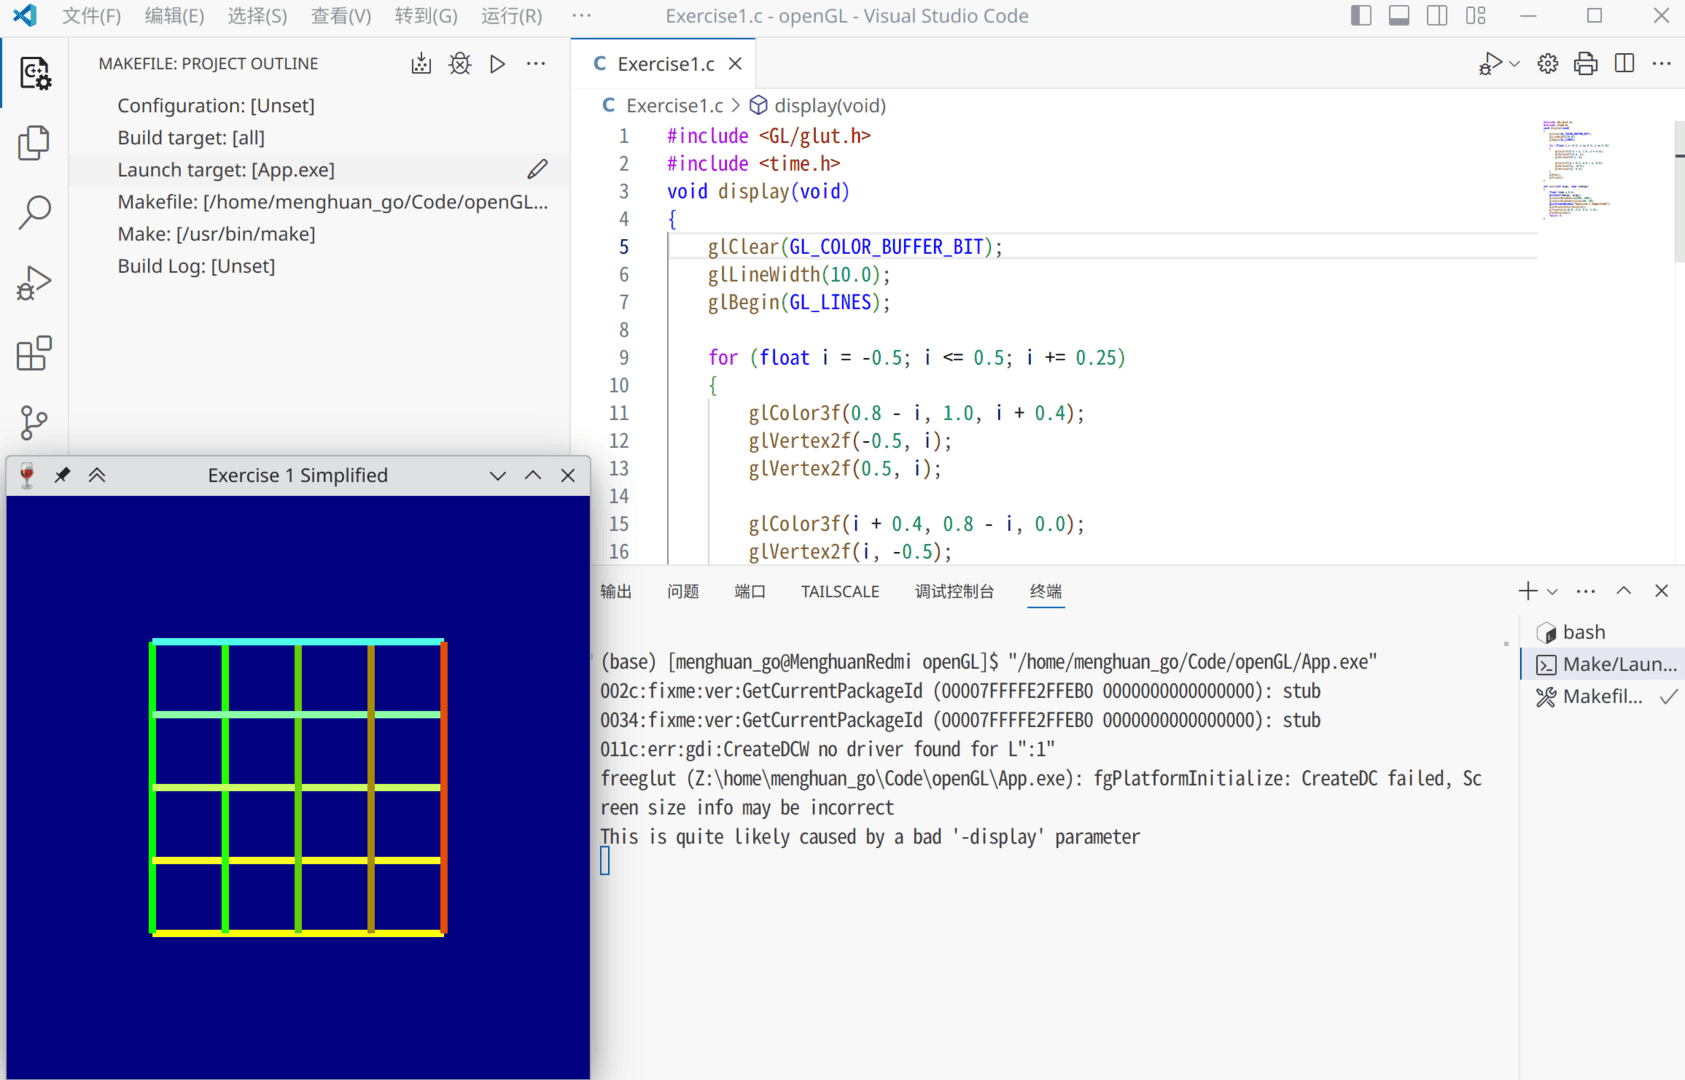 文件(F) 编辑(E) 选择(S) 查看(V) 转到(G) 运行(R) ··· Exercise1.c - openGL - Visual Studio Code
MAKEFILE: PROJECT OUTLINE
Configuration: [Unset]
Build target: [all]
Launch target: [App.exe]
Makefile: [/home/menghuan_go/Code/openGL...
Make: [/usr/bin/make]
Build Log: [Unset]
C Exercise1.c
C Exercise1.c > display(void)
1 #include <GL/glut.h>
2 #include <time.h>
3 void display(void)
4 {
5 glClear(GL_COLOR_BUFFER_BIT);
6 glLineWidth(10.0);
7 glBegin(GL_LINES);
8
9 for (float i = -0.5; i <= 0.5; i += 0.25)
10 {
11 glColor3f(0.8 - i, 1.0, i + 0.4);
12 glVertex2f(-0.5, i);
13 glVertex2f(0.5, i);
14
15 glColor3f(i + 0.4, 0.8 - i, 0.0);
16 glVertex2f(i, -0.5);
Exercise 1 Simplified
输出 问题 端口 TAILSCALE 调试控制台 终端
(base) [menghuan_go@MenghuanRedmi openGL]$ "/home/menghuan_go/Code/openGL/App.exe"
002c:fixme:ver:GetCurrentPackageId (00007FFFFE2FFEB0 0000000000000000): stub
0034:fixme:ver:GetCurrentPackageId (00007FFFFE2FFEB0 0000000000000000): stub
011c:err:gdi:CreateDCW no driver found for L":1"
freeglut (Z:\home\menghuan_go\Code\openGL\App.exe): fgPlatformInitialize: CreateDC failed, Sc
reen size info may be incorrect
This is quite likely caused by a bad '-display' parameter
bash
Make/Laun...
Makefil...